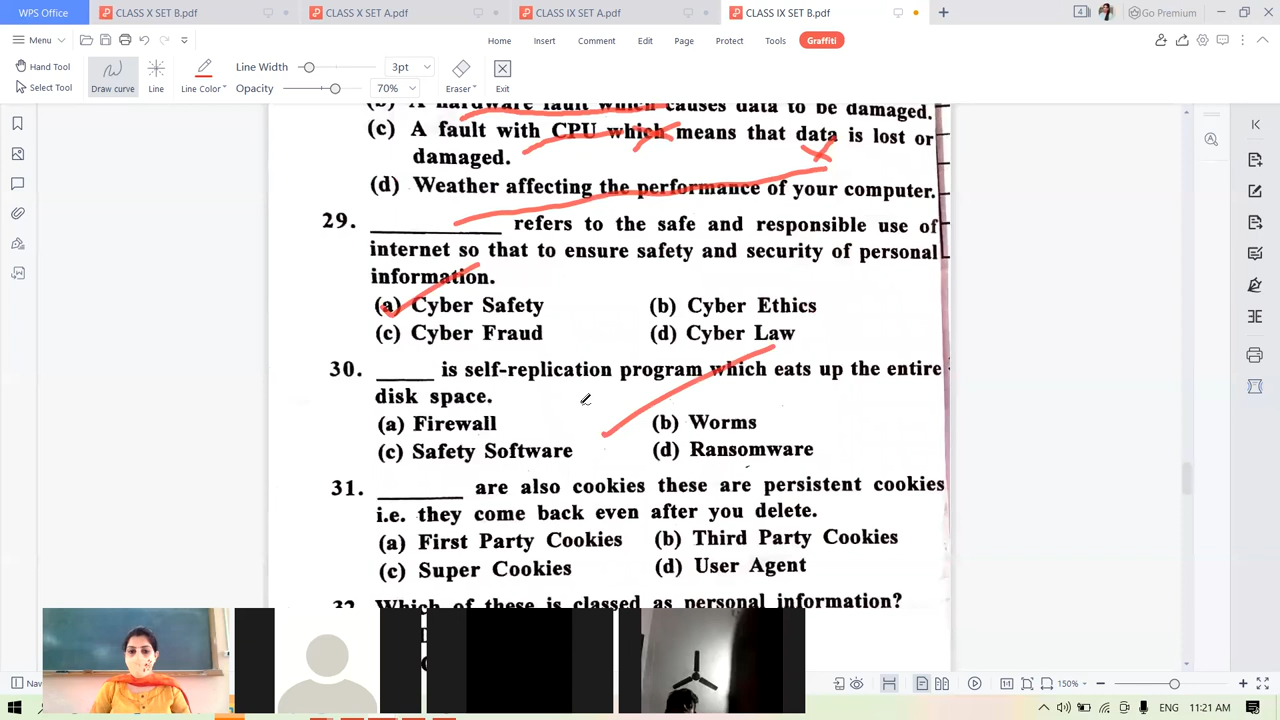 WPS Office
CLASS X SET B.pdf
CLASS X SET A.pdf
CLASS IX SET A.pdf
CLASS IX SET B.pdf
4
Go Premium
Menu
Home
Insert
Comment
Edit
Page
Protect
Tools
Graffiti
Hand Tool
Select Tool
Draw curve
Line
Line Color
Line Width
3pt
Opacity
70%
Eraser
Exit
(b) A hardware fault which causes data to be damaged.
(c) A fault with CPU which means that data is lost or
damaged.
(d) Weather affecting the performance of your computer.
29. ____________ refers to the safe and responsible use of
internet so that to ensure safety and security of personal
information.
(a) Cyber Safety (b) Cyber Ethics
(c) Cyber Fraud (d) Cyber Law
30. _____ is self-replication program which eats up the entire
disk space.
(a) Firewall (b) Worms
(c) Safety Software (d) Ransomware
31. ________ are also cookies these are persistent cookies
i.e. they come back even after you delete.
(a) First Party Cookies (b) Third Party Cookies
(c) Super Cookies (d) User Agent
32. Which of these is classed as personal information?
Nav
150%
ENG
11:21 AM